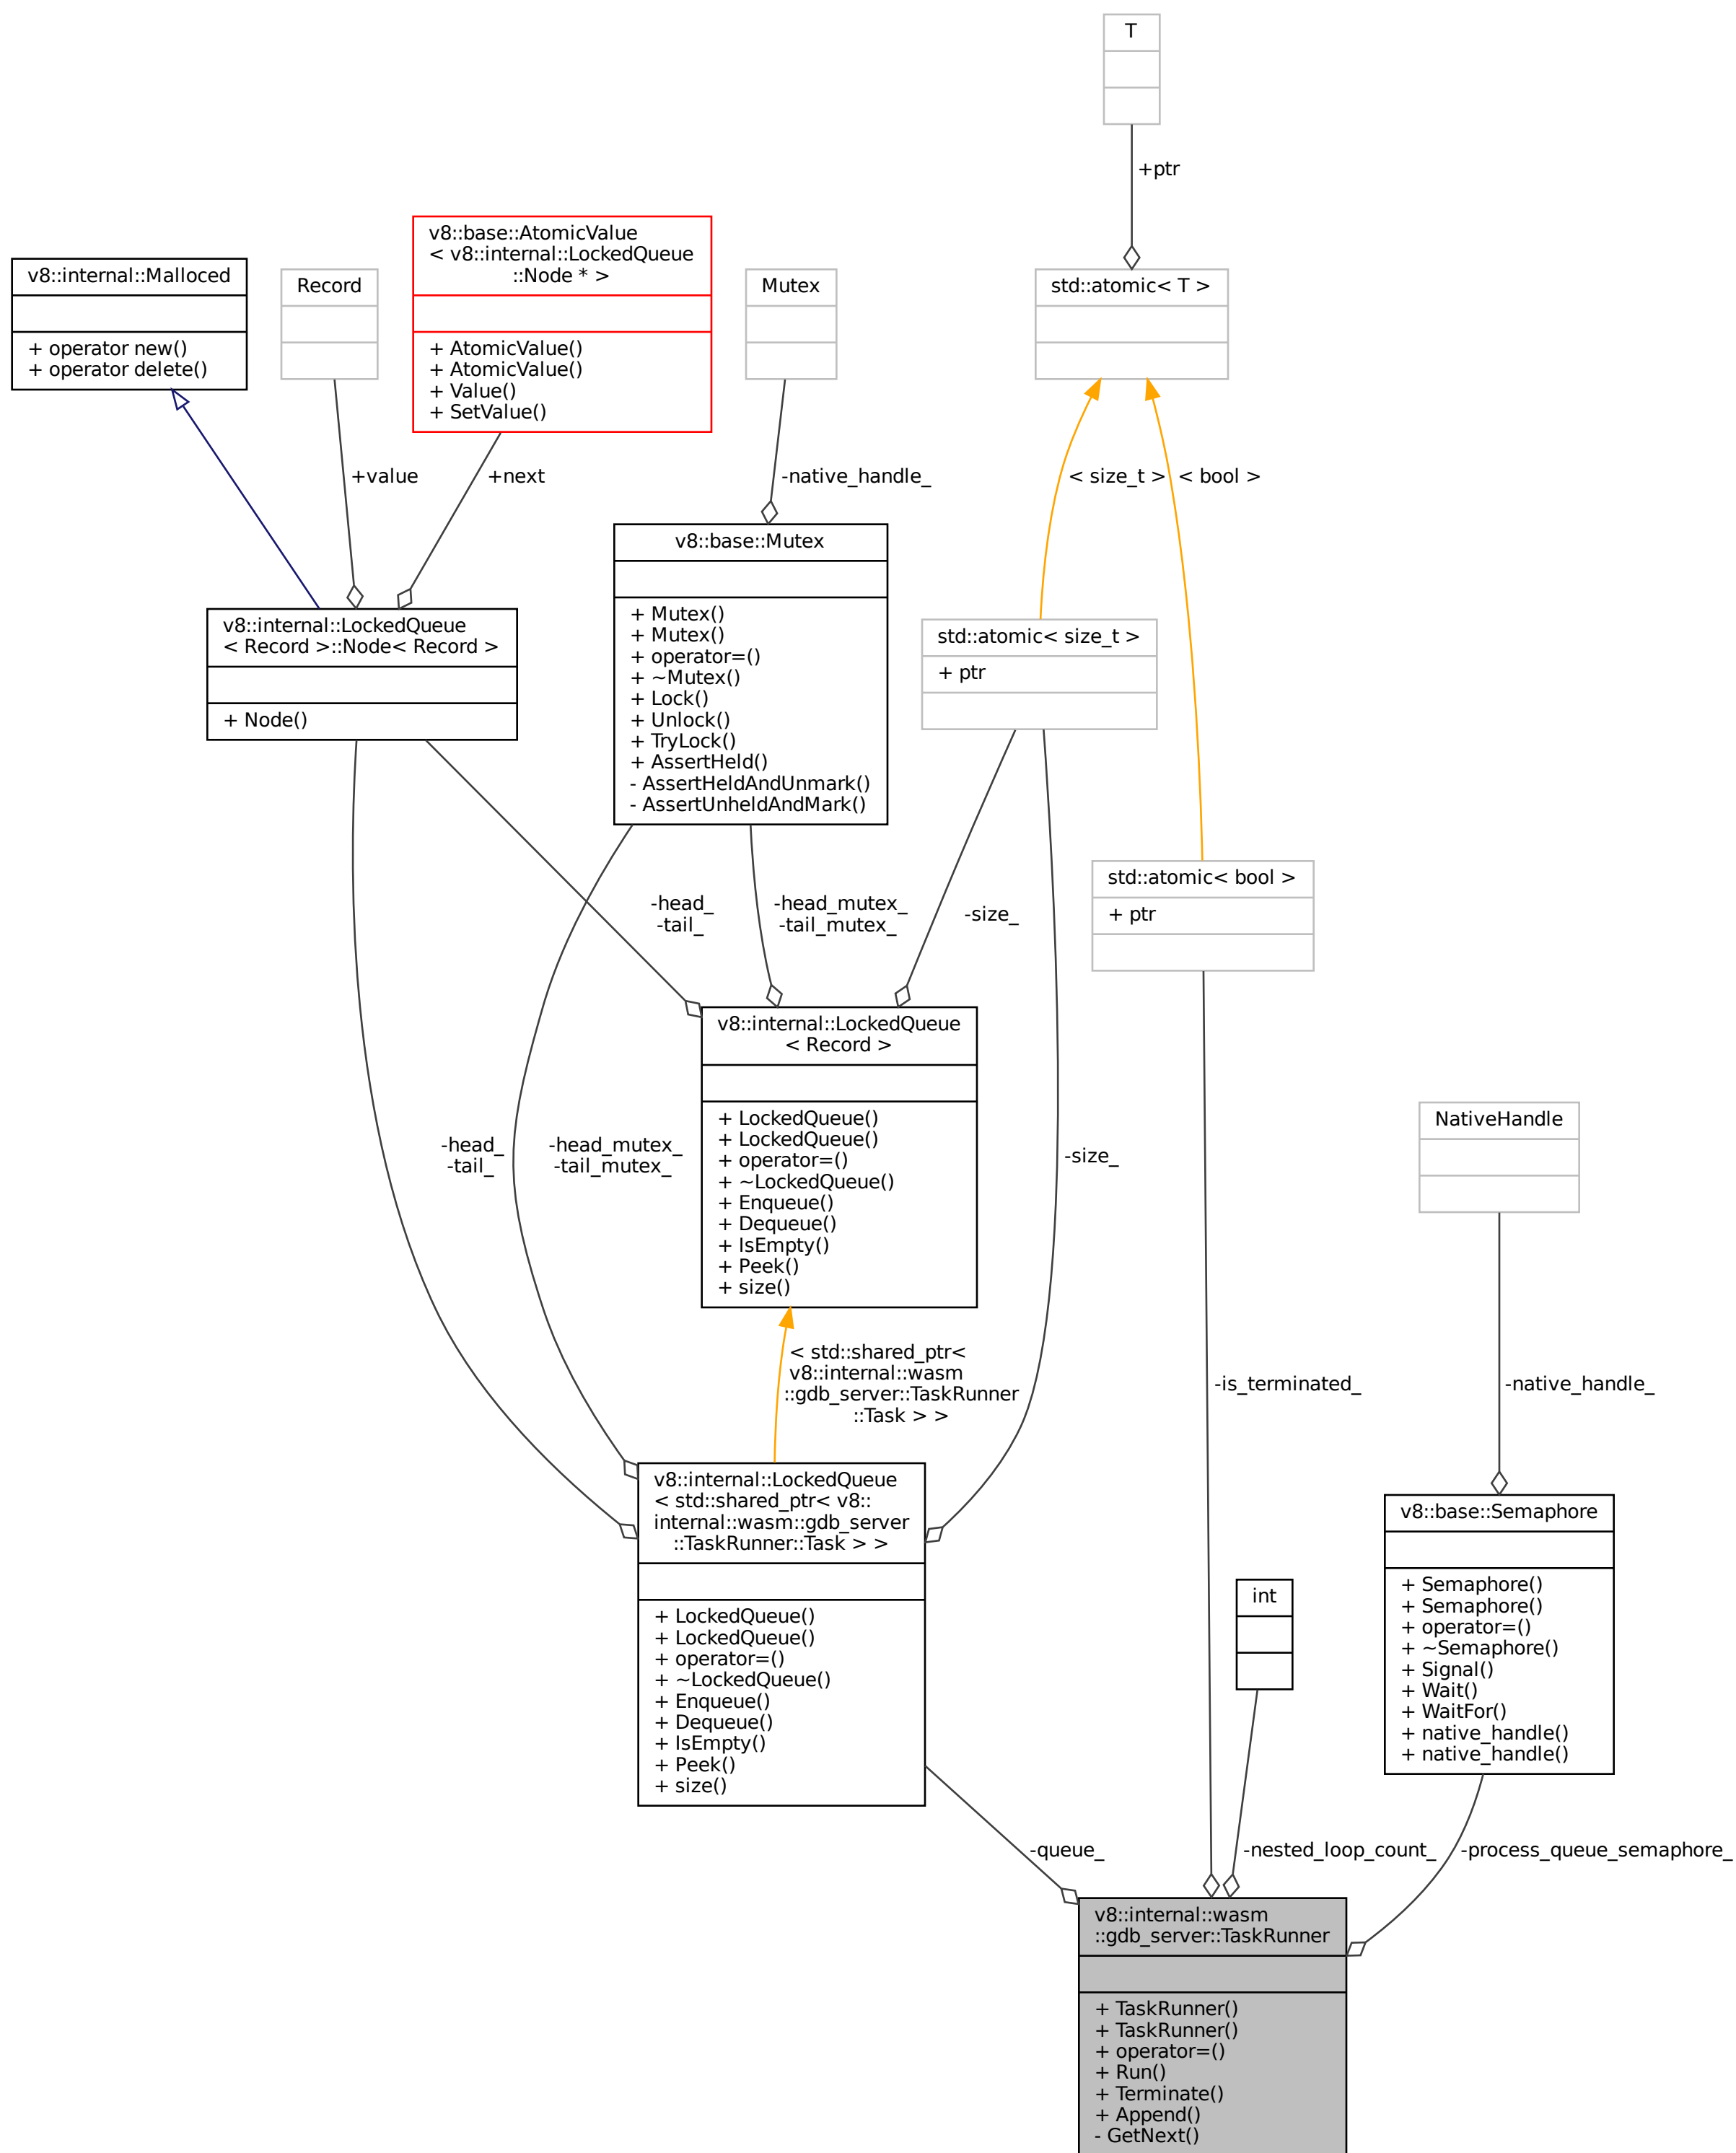 T
+ptr
v8::internal::Malloced
+ operator new()
+ operator delete()
Record
v8::base::AtomicValue
< v8::internal::LockedQueue
::Node * >
+ AtomicValue()
+ AtomicValue()
+ Value()
+ SetValue()
Mutex
std::atomic< T >
+value
+next
-native_handle_
< size_t >
< bool >
v8::internal::LockedQueue
< Record >::Node< Record >
+ Node()
v8::base::Mutex
+ Mutex()
+ Mutex()
+ operator=()
+ ~Mutex()
+ Lock()
+ Unlock()
+ TryLock()
+ AssertHeld()
- AssertHeldAndUnmark()
- AssertUnheldAndMark()
std::atomic< size_t >
+ ptr
std::atomic< bool >
+ ptr
-head_
-tail_
-head_mutex_
-tail_mutex_
-size_
v8::internal::LockedQueue
< Record >
+ LockedQueue()
+ LockedQueue()
+ operator=()
+ ~LockedQueue()
+ Enqueue()
+ Dequeue()
+ IsEmpty()
+ Peek()
+ size()
-head_
-tail_
-head_mutex_
-tail_mutex_
-size_
NativeHandle
< std::shared_ptr<
v8::internal::wasm
::gdb_server::TaskRunner
::Task > >
-is_terminated_
-native_handle_
v8::internal::LockedQueue
< std::shared_ptr< v8::
internal::wasm::gdb_server
::TaskRunner::Task > >
+ LockedQueue()
+ LockedQueue()
+ operator=()
+ ~LockedQueue()
+ Enqueue()
+ Dequeue()
+ IsEmpty()
+ Peek()
+ size()
int
v8::base::Semaphore
+ Semaphore()
+ Semaphore()
+ operator=()
+ ~Semaphore()
+ Signal()
+ Wait()
+ WaitFor()
+ native_handle()
+ native_handle()
-queue_
-nested_loop_count_
-process_queue_semaphore_
v8::internal::wasm
::gdb_server::TaskRunner
+ TaskRunner()
+ TaskRunner()
+ operator=()
+ Run()
+ Terminate()
+ Append()
- GetNext()